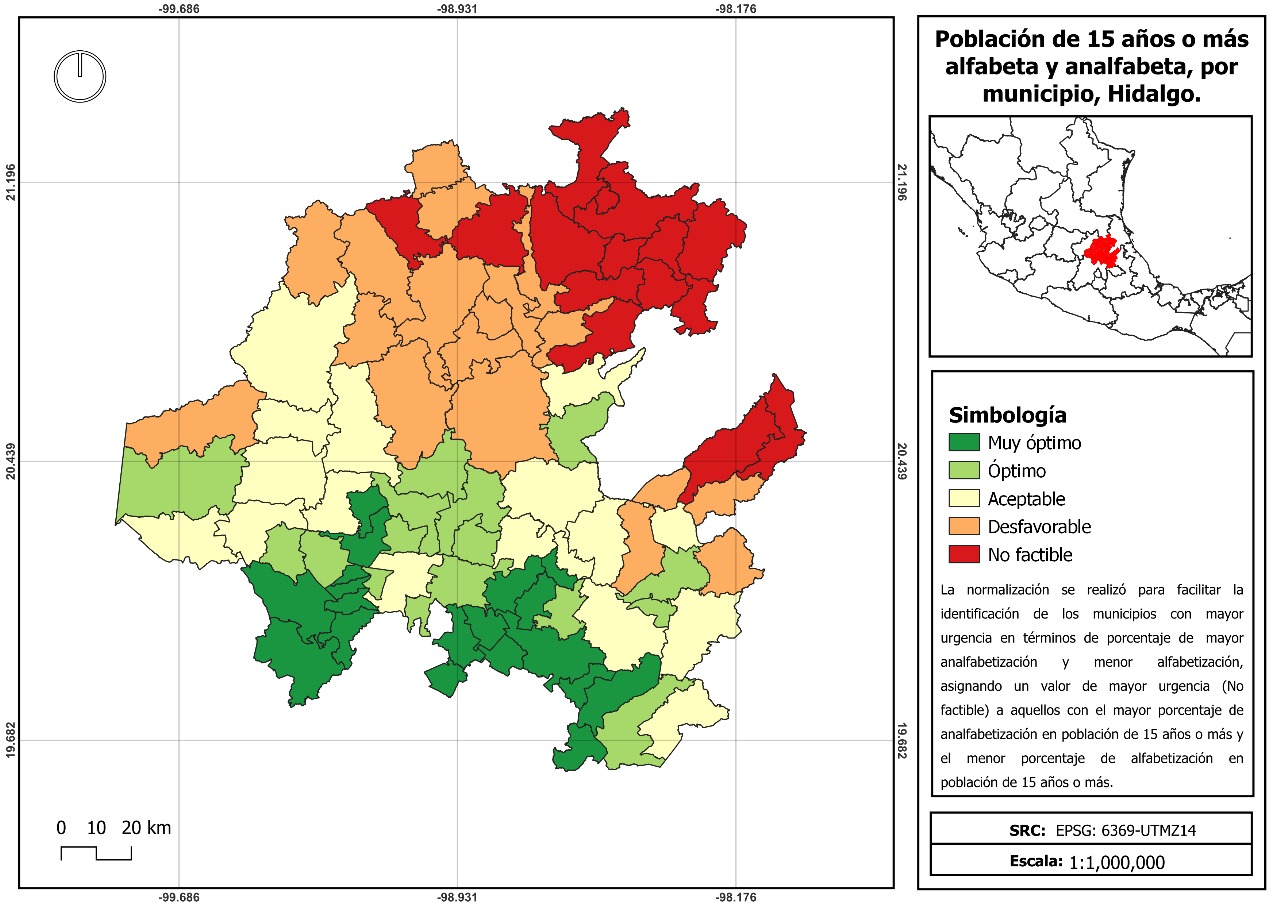 -99.686
-98.931
-98.176
21.196
21.196
20.439
20.439
19.682
19.682
0 10 20 km
-99.686
-98.931
-98.176
Población de 15 años o más
alfabeta y analfabeta, por
municipio, Hidalgo.
Simbología
Muy óptimo
Óptimo
Aceptable
Desfavorable
No factible
La normalización se realizó para facilitar la
identificación de los municipios con mayor
urgencia en términos de porcentaje de mayor
analfabetización y menor alfabetización,
asignando un valor de mayor urgencia (No
factible) a aquellos con el mayor porcentaje de
analfabetización en población de 15 años o más y
el menor porcentaje de alfabetización en
población de 15 años o más.
SRC: EPSG: 6369-UTMZ14
Escala: 1:1,000,000